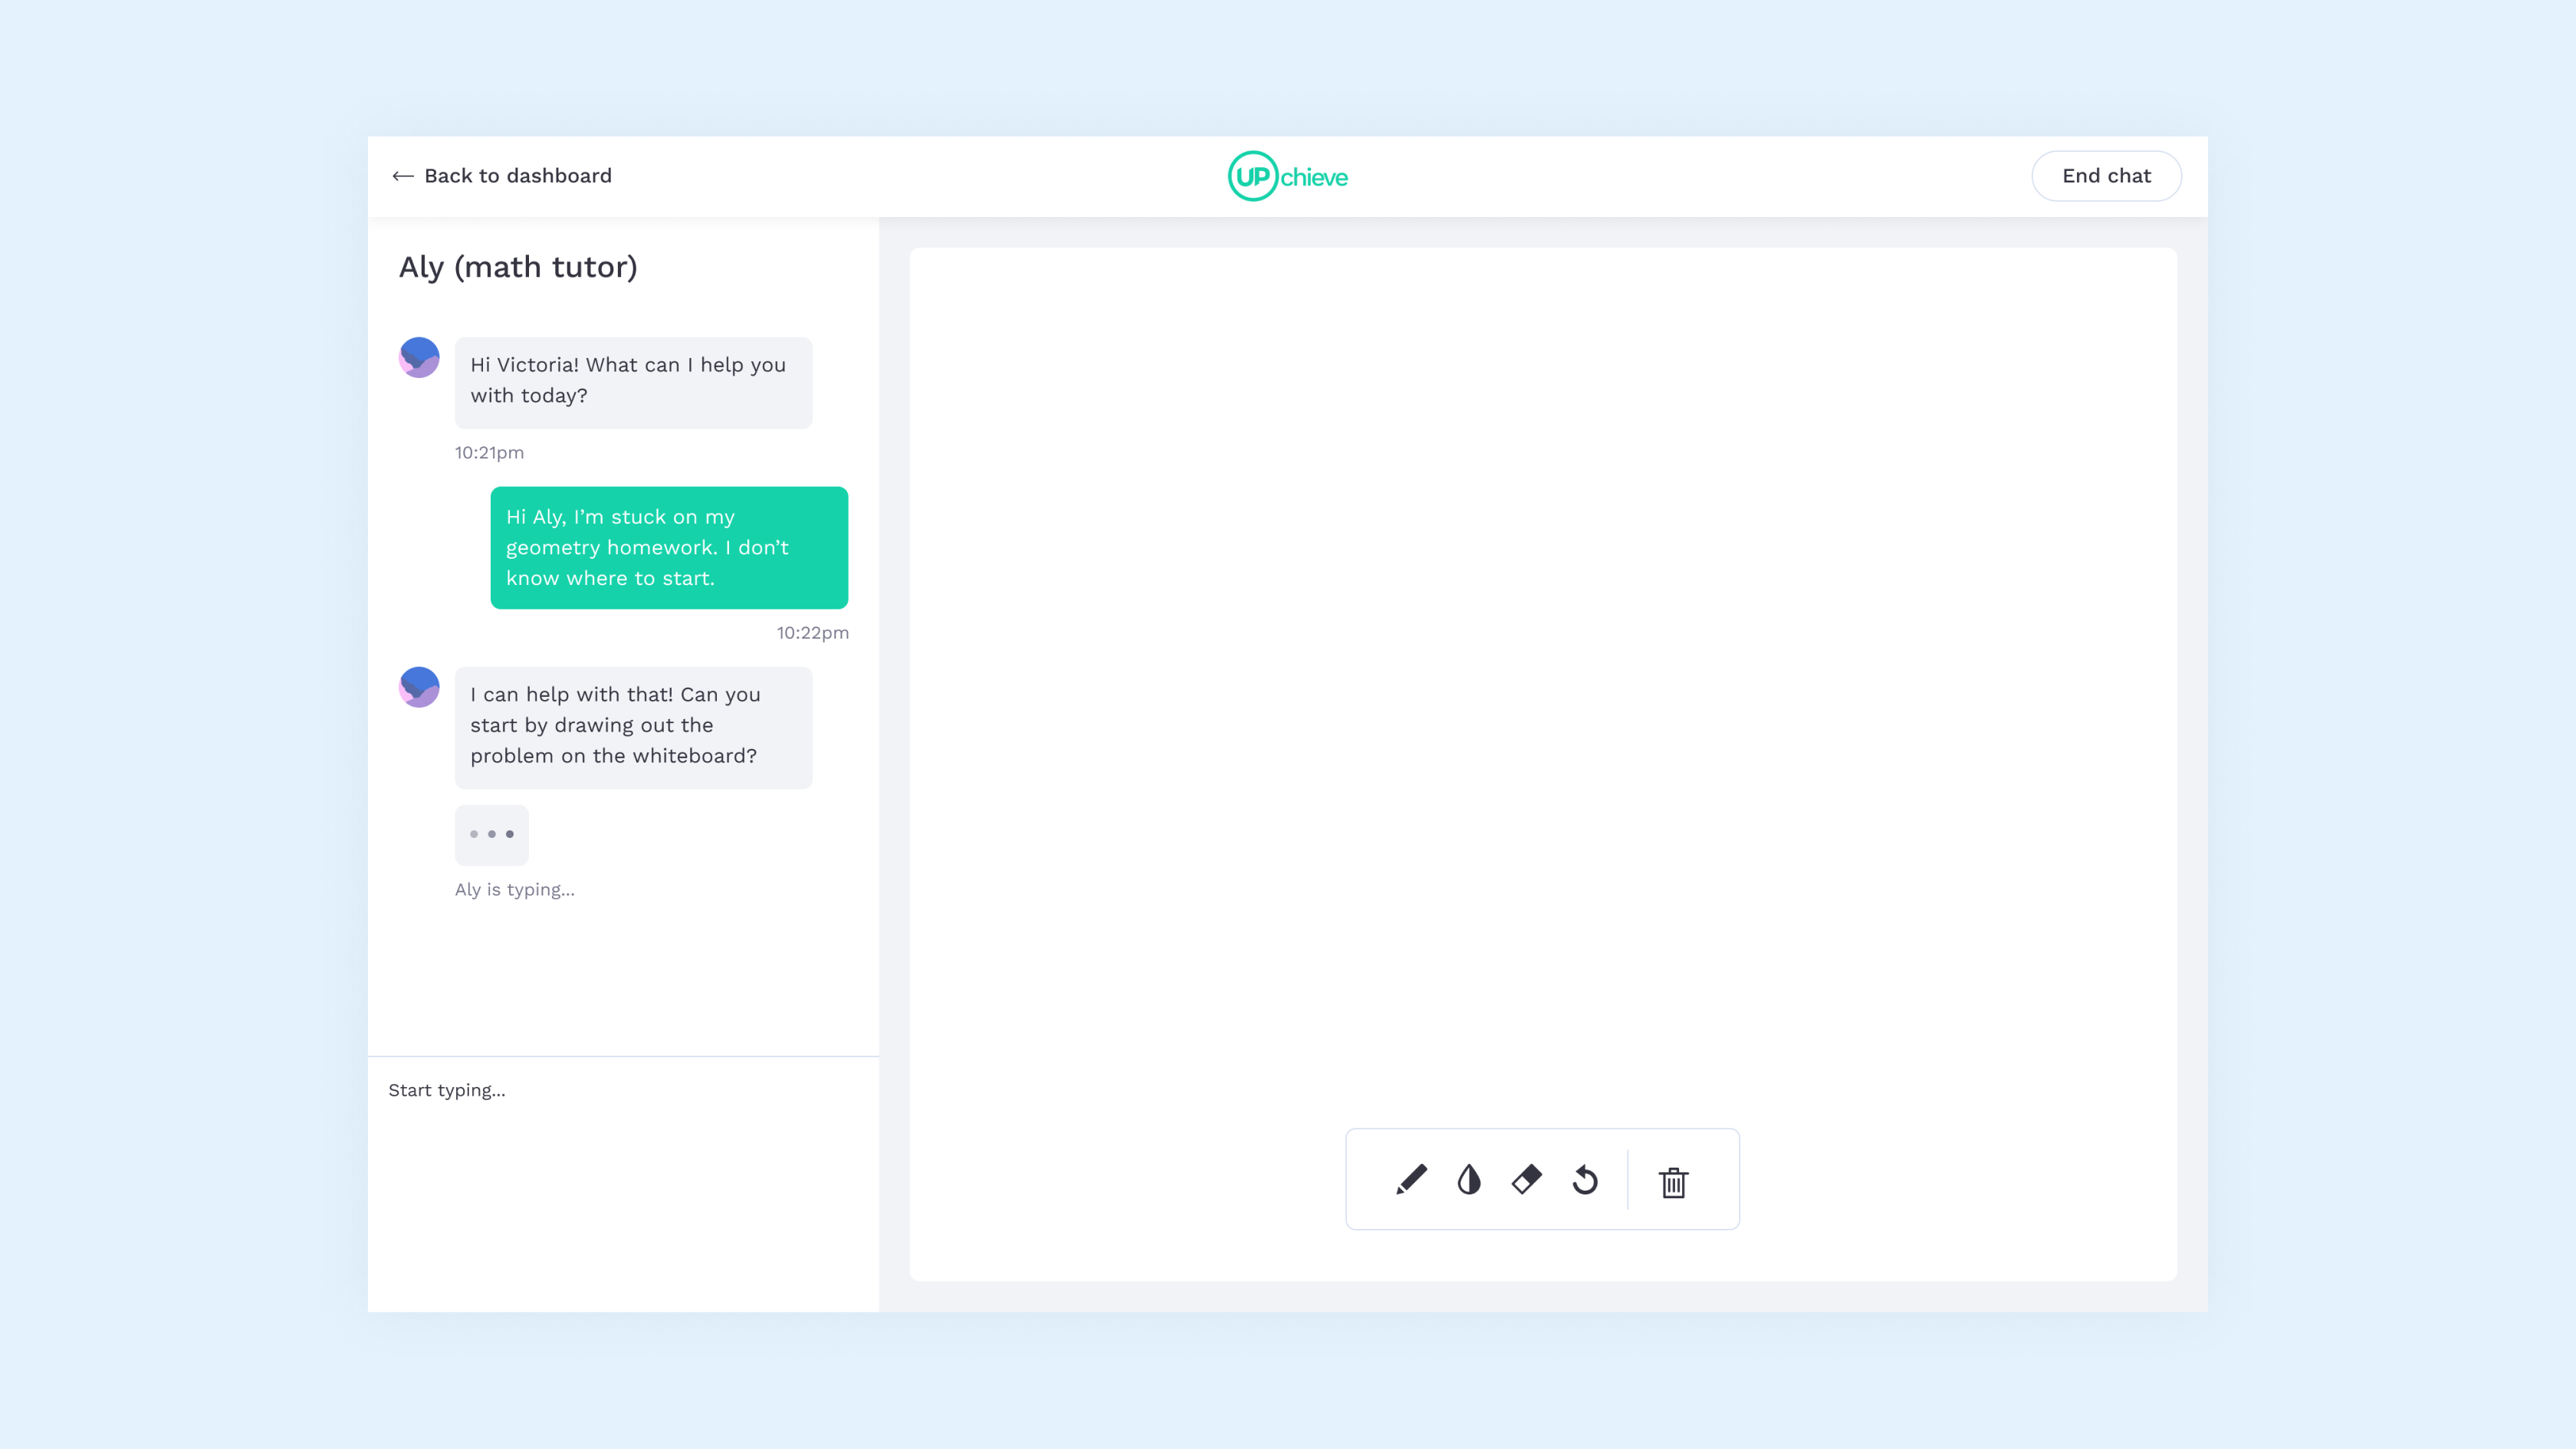 ← Back to dashboard
UPchieve
End chat
Aly (math tutor)
Hi Victoria! What can I help you
with today?
10:21pm
Hi Aly, I’m stuck on my
geometry homework. I don’t
know where to start.
10:22pm
I can help with that! Can you
start by drawing out the
problem on the whiteboard?
Aly is typing...
Start typing...